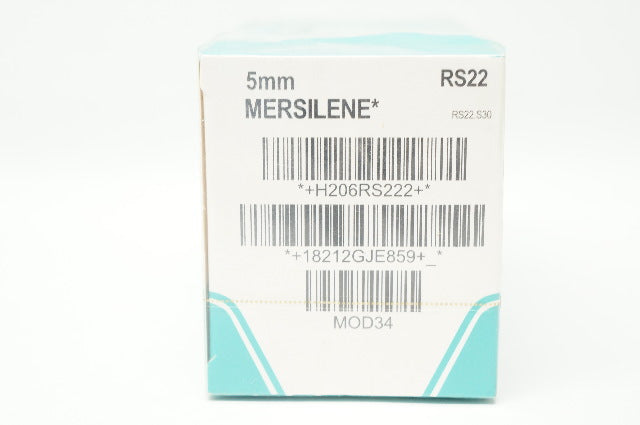 5mm
RS22
MERSILENE*
RS22 S30
*+H206RS222+*
*+18212GJE859+_*
MOD34